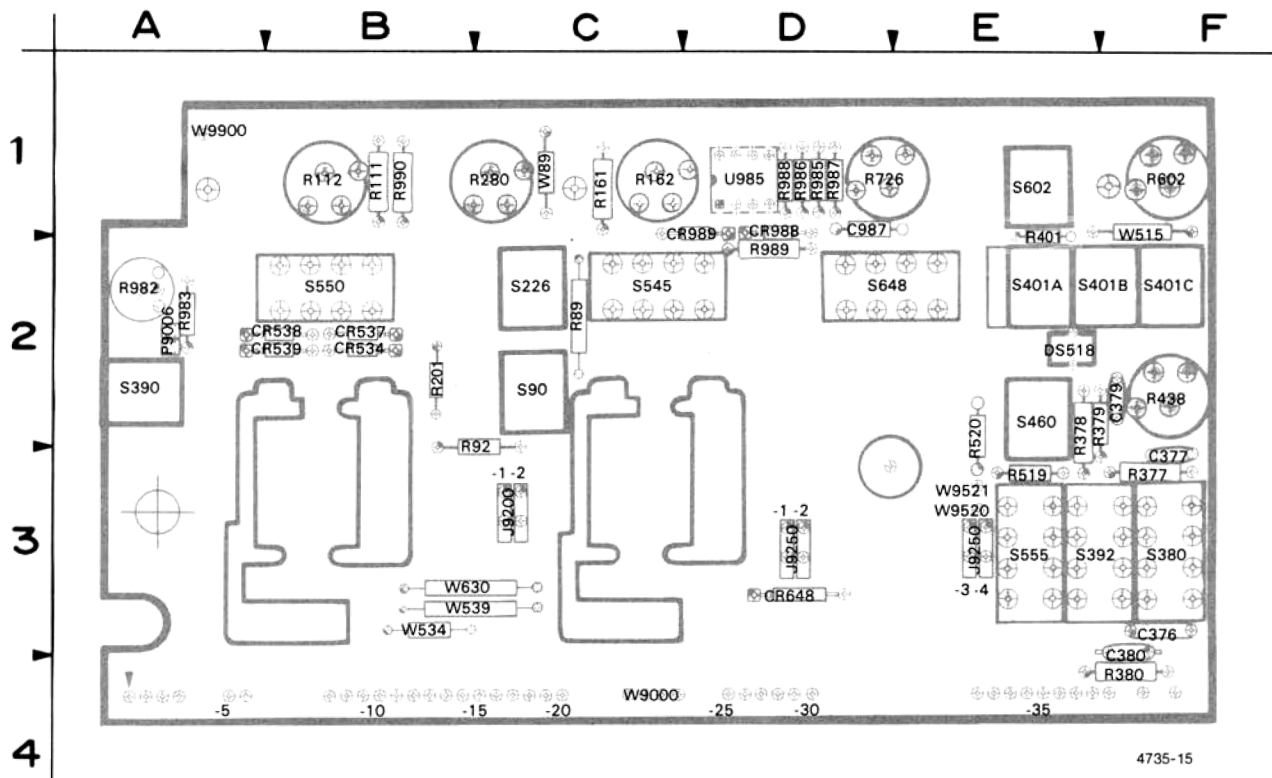 A B C D E F
1
W9900
R112 R111 R990 R280 W89 R161 R162 U985 R988 R986 R985 R987 R726 S602 R602
CR989 CR988 C987 R401 W515
R989
2
R982 P9006 R983 S550 S226 R89 S545 S648 S401A S401B S401C
CR538 CR537
CR539 CR534 DS518
S390 R201 S90 R520 S460 R378 R379 C379 R438
R92 C377
-1 -2 R519 R377
3
J9200 W9521
-1 -2 W9520
J9250 J9250 S555 S392 S380
W630 CR648 -3 -4
W539
W534 C376
C380
R380
W9000
-5 -10 -15 -20 -25 -30 -35
4
4735-15